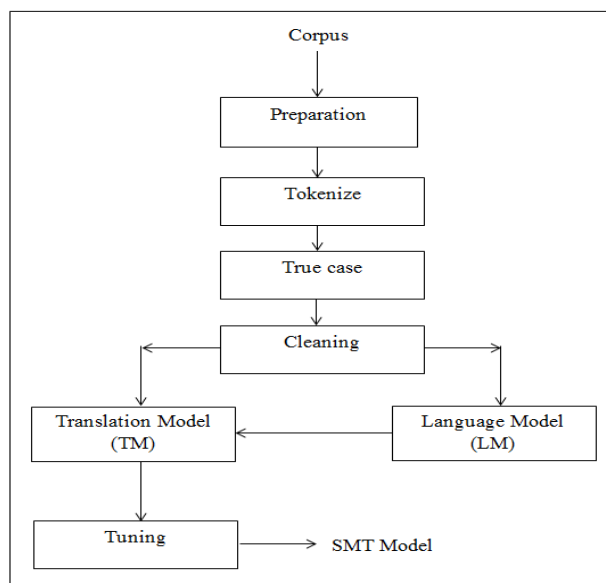 Corpus
Preparation
Tokenize
True case
Cleaning
Translation Model
(TM)
Language Model
(LM)
Tuning
SMT Model